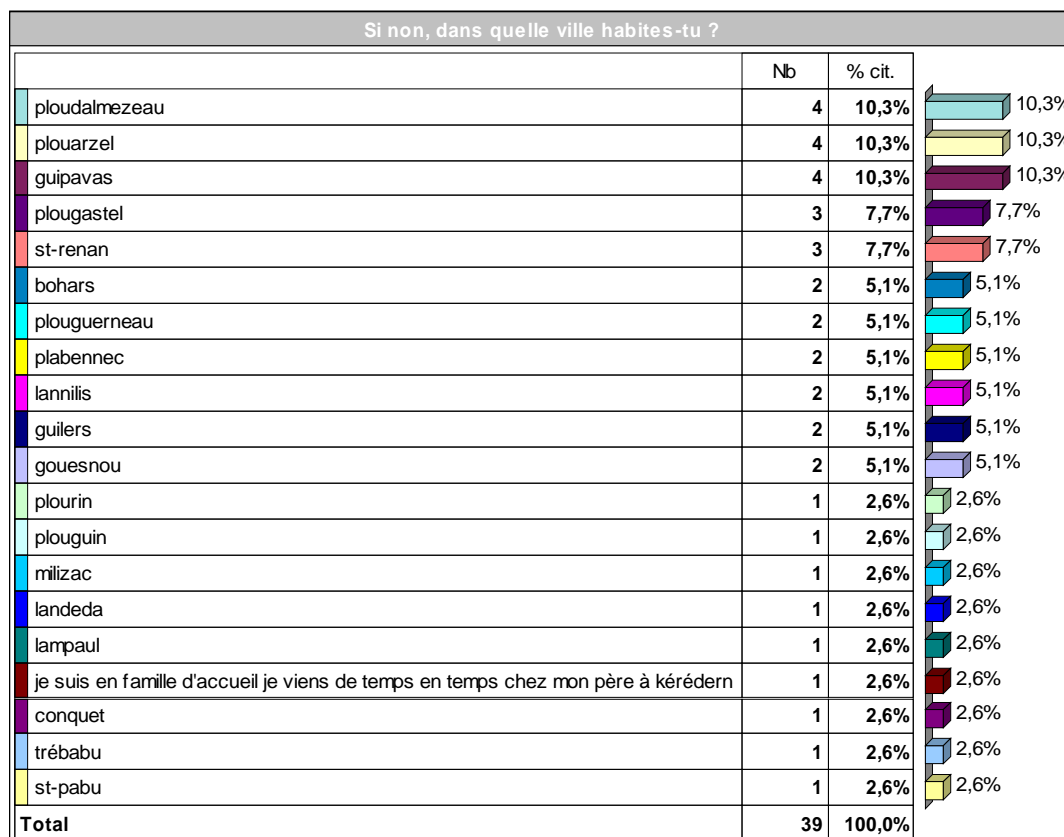 Si non, dans quelle ville habites-tu ?
Nb % cit.
ploudalmezeau 4 10,3% 10,3%
plouarzel 4 10,3% 10,3%
guipavas 4 10,3% 10,3%
plougastel 3 7,7% 7,7%
st-renan 3 7,7% 7,7%
bohars 2 5,1% 5,1%
plouguerneau 2 5,1% 5,1%
plabennec 2 5,1% 5,1%
lannilis 2 5,1% 5,1%
guilers 2 5,1% 5,1%
gouesnou 2 5,1% 5,1%
plourin 1 2,6% 2,6%
plouguin 1 2,6% 2,6%
milizac 1 2,6% 2,6%
landeda 1 2,6% 2,6%
lampaul 1 2,6% 2,6%
je suis en famille d'accueil je viens de temps en temps chez mon père à kérédern 1 2,6% 2,6%
conquet 1 2,6% 2,6%
trébabu 1 2,6% 2,6%
st-pabu 1 2,6% 2,6%
Total 39 100,0%